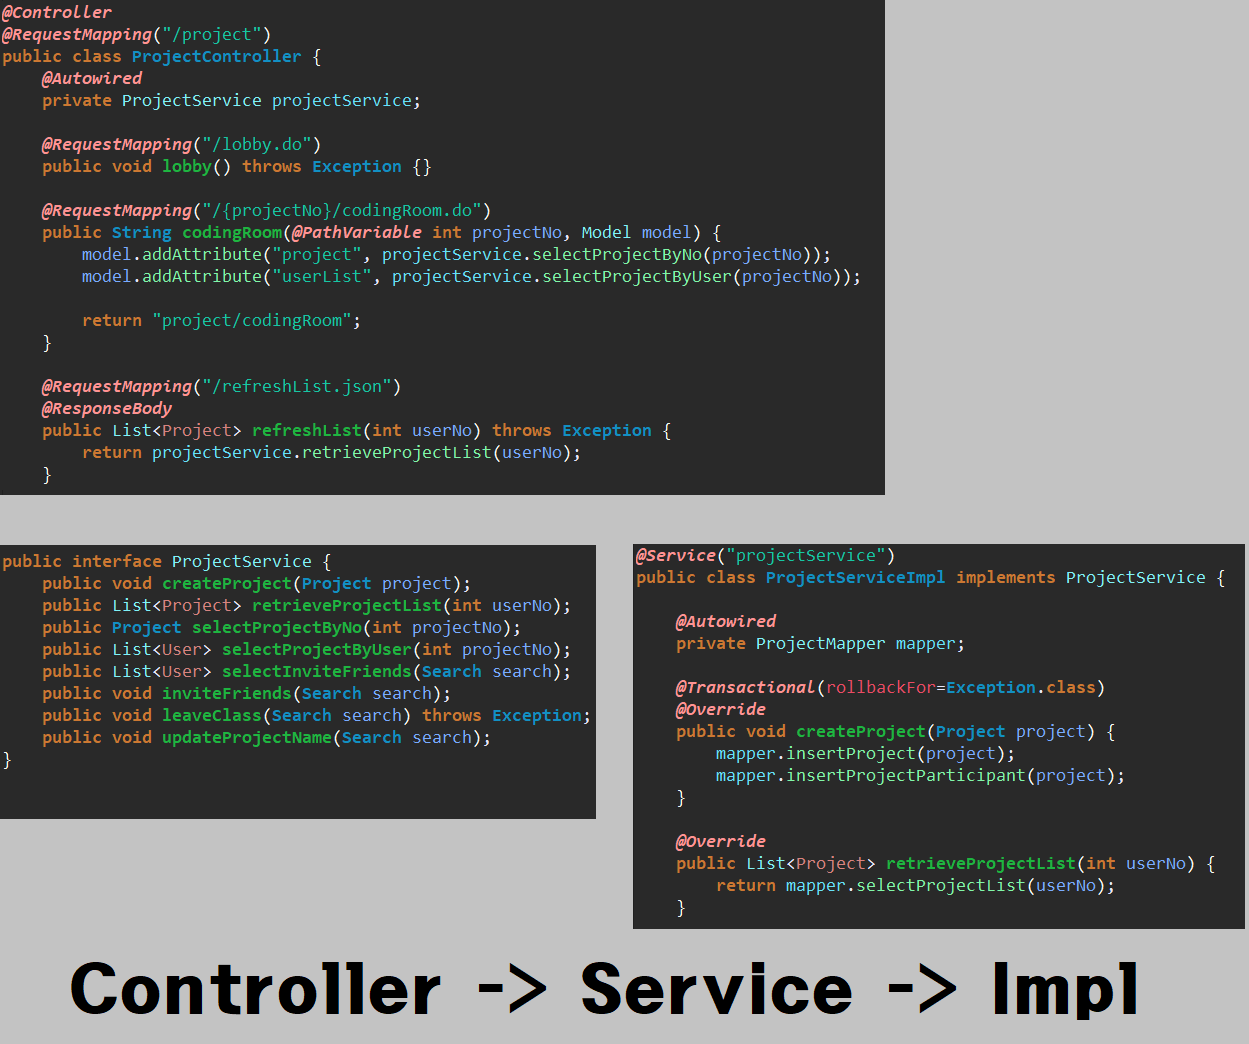 @Controller
@RequestMapping("/project")
public class ProjectController {
    @Autowired
    private ProjectService projectService;

    @RequestMapping("/lobby.do")
    public void lobby() throws Exception {}

    @RequestMapping("/{projectNo}/codingRoom.do")
    public String codingRoom(@PathVariable int projectNo, Model model) {
        model.addAttribute("project", projectService.selectProjectByNo(projectNo));
        model.addAttribute("userList", projectService.selectProjectByUser(projectNo));

        return "project/codingRoom";
    }

    @RequestMapping("/refreshList.json")
    @ResponseBody
    public List<Project> refreshList(int userNo) throws Exception {
        return projectService.retrieveProjectList(userNo);
    }

public interface ProjectService {
    public void createProject(Project project);
    public List<Project> retrieveProjectList(int userNo);
    public Project selectProjectByNo(int projectNo);
    public List<User> selectProjectByUser(int projectNo);
    public List<User> selectInviteFriends(Search search);
    public void inviteFriends(Search search);
    public void leaveClass(Search search) throws Exception;
    public void updateProjectName(Search search);
}

@Service("projectService")
public class ProjectServiceImpl implements ProjectService {

    @Autowired
    private ProjectMapper mapper;

    @Transactional(rollbackFor=Exception.class)
    @Override
    public void createProject(Project project) {
        mapper.insertProject(project);
        mapper.insertProjectParticipant(project);
    }

    @Override
    public List<Project> retrieveProjectList(int userNo) {
        return mapper.selectProjectList(userNo);
    }

Controller -> Service -> Impl